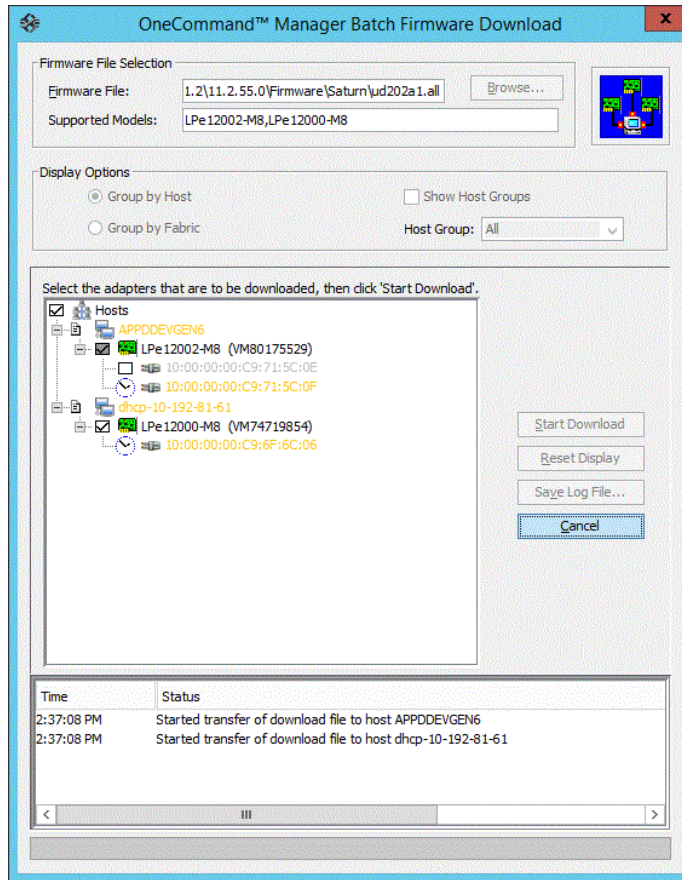 OneCommand™ Manager Batch Firmware Download
x
Firmware File Selection
Firmware File:
1.2\11.2.55.0\Firmware\Saturn\ud202a1.all
Browse...
Supported Models:
LPe12002-M8,LPe12000-M8
Display Options
Group by Host
Show Host Groups
Group by Fabric
Host Group:
All
Select the adapters that are to be downloaded, then click 'Start Download'.
Hosts
APPDDEVGEN6
LPe12002-M8 (VM80175529)
10:00:00:00:C9:71:5C:0E
10:00:00:00:C9:71:5C:0F
dhcp-10-192-81-61
LPe12000-M8 (VM74719854)
10:00:00:00:C9:6F:6C:06
Start Download
Reset Display
Save Log File...
Cancel
Time Status
2:37:08 PM Started transfer of download file to host APPDDEVGEN6
2:37:08 PM Started transfer of download file to host dhcp-10-192-81-61